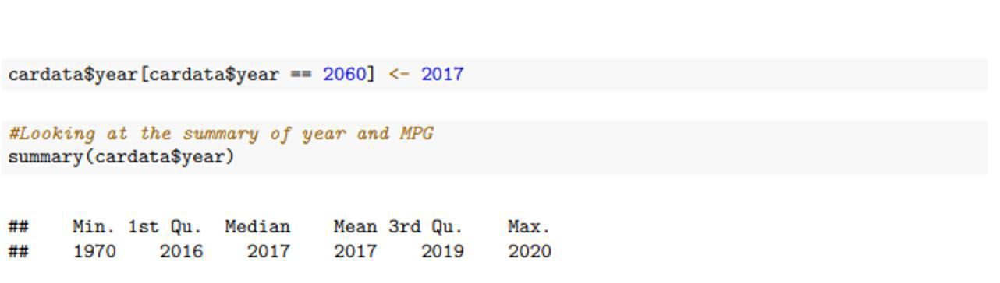 cardata$year[cardata$year == 2060] <- 2017
#Looking at the summary of year and MPG
summary(cardata$year)
## Min. 1st Qu. Median Mean 3rd Qu. Max.
## 1970 2016 2017 2017 2019 2020